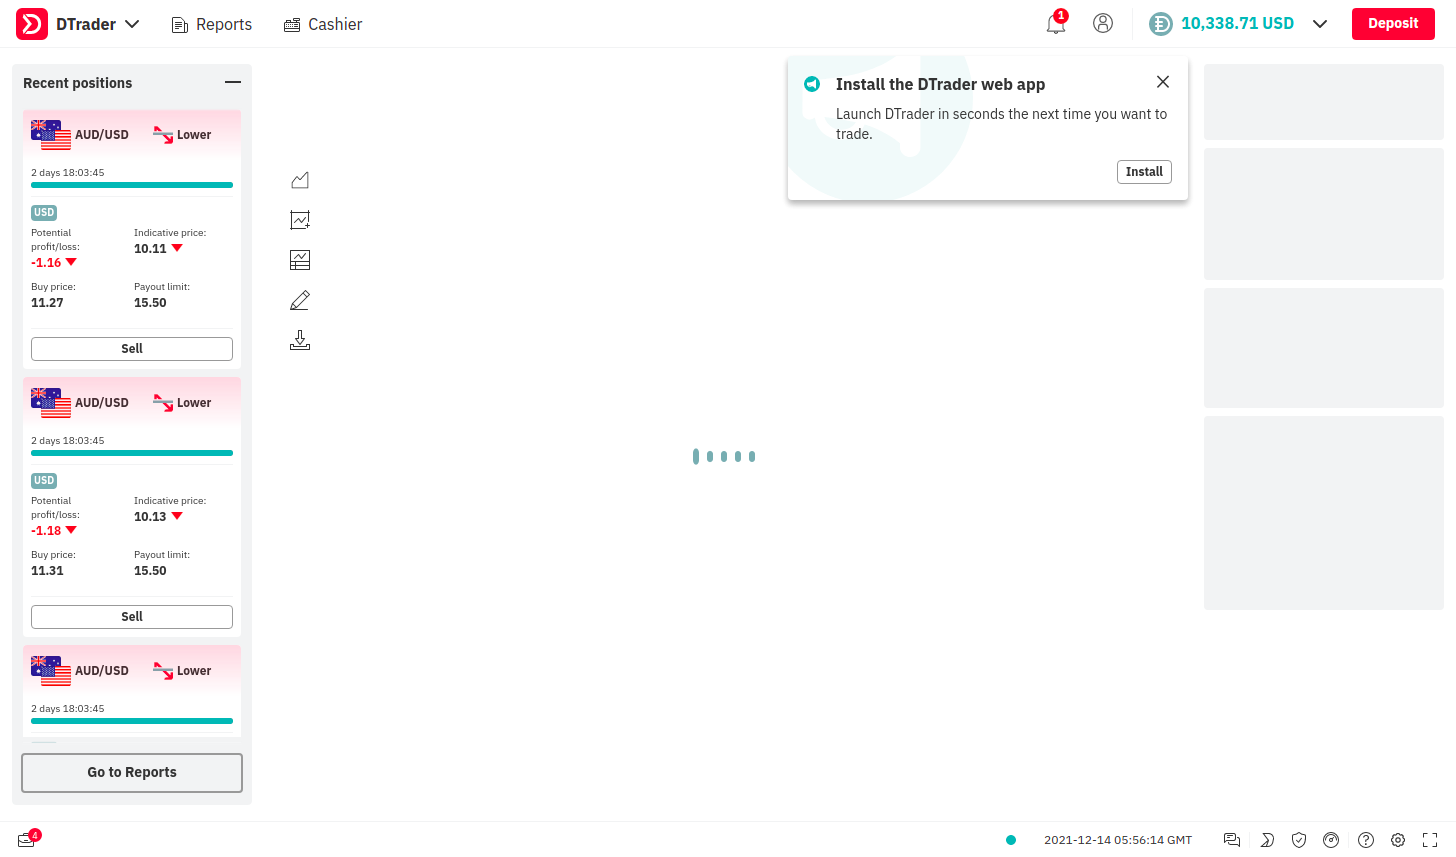 DTrader
Reports
Cashier
1
10,338.71 USD
Deposit
Recent positions
AUD/USD
Lower
2 days 18:03:45
USD
Potential
profit/loss:
-1.16
Indicative price:
10.11
Buy price:
11.27
Payout limit:
15.50
Sell
AUD/USD
Lower
2 days 18:03:45
USD
Potential
profit/loss:
-1.18
Indicative price:
10.13
Buy price:
11.31
Payout limit:
15.50
Sell
AUD/USD
Lower
2 days 18:03:45
Go to Reports
Install the DTrader web app
Launch DTrader in seconds the next time you want to
trade.
Install
4
2021-12-14 05:56:14 GMT